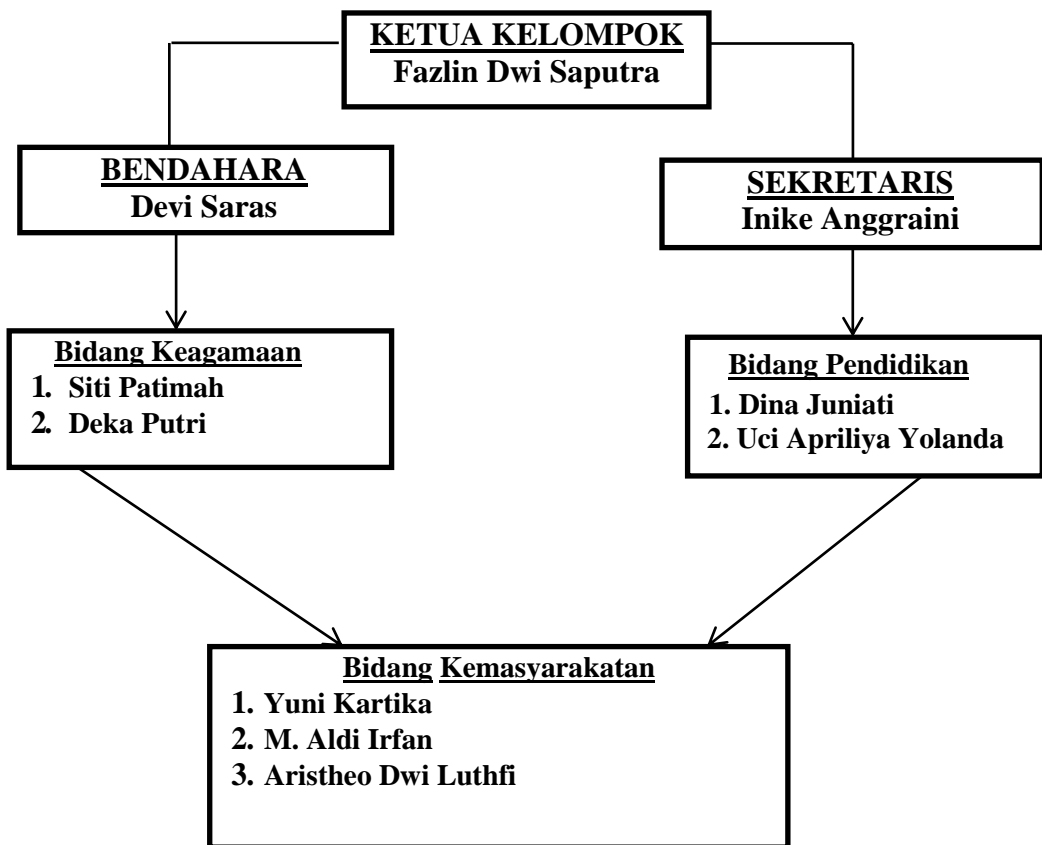 KETUA KELOMPOK
Fazlin Dwi Saputra
BENDAHARA
Devi Saras
SEKRETARIS
Inike Anggraini
Bidang Keagamaan
1. Siti Patimah
2. Deka Putri
Bidang Pendidikan
1. Dina Juniati
2. Uci Apriliya Yolanda
Bidang Kemasyarakatan
1. Yuni Kartika
2. M. Aldi Irfan
3. Aristheo Dwi Luthfi